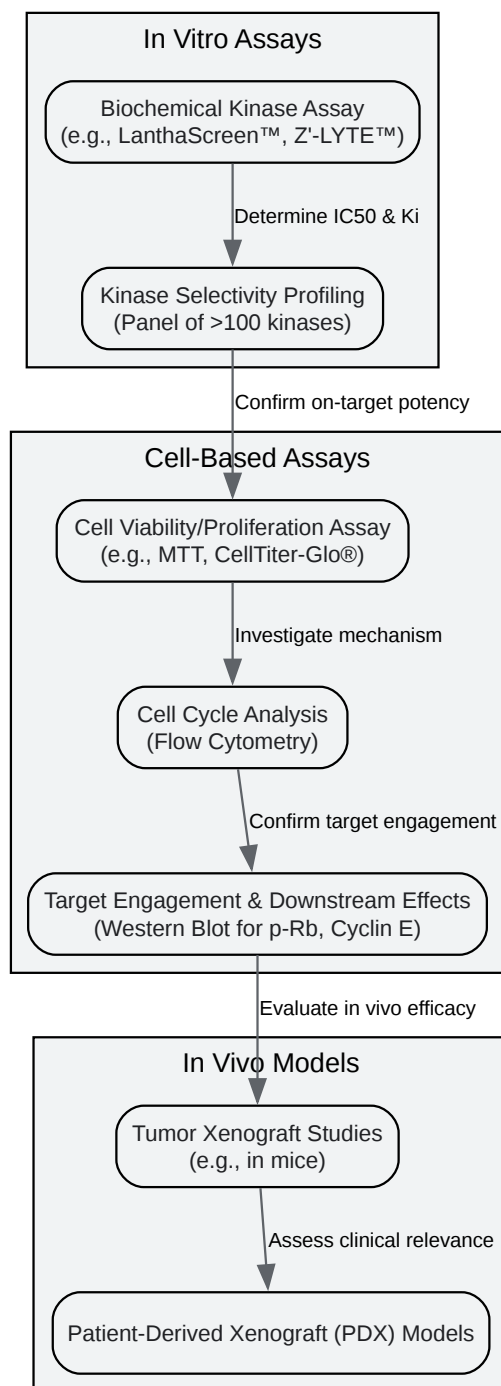 In Vitro Assays
Biochemical Kinase Assay
(e.g., LanthaScreen™, Z'-LYTE™)
Determine IC50 & Ki
Kinase Selectivity Profiling
(Panel of >100 kinases)
Confirm on-target potency
Cell-Based Assays
Cell Viability/Proliferation Assay
(e.g., MTT, CellTiter-Glo®)
Investigate mechanism
Cell Cycle Analysis
(Flow Cytometry)
Confirm target engagement
Target Engagement & Downstream Effects
(Western Blot for p-Rb, Cyclin E)
Evaluate in vivo efficacy
In Vivo Models
Tumor Xenograft Studies
(e.g., in mice)
Assess clinical relevance
Patient-Derived Xenograft (PDX) Models